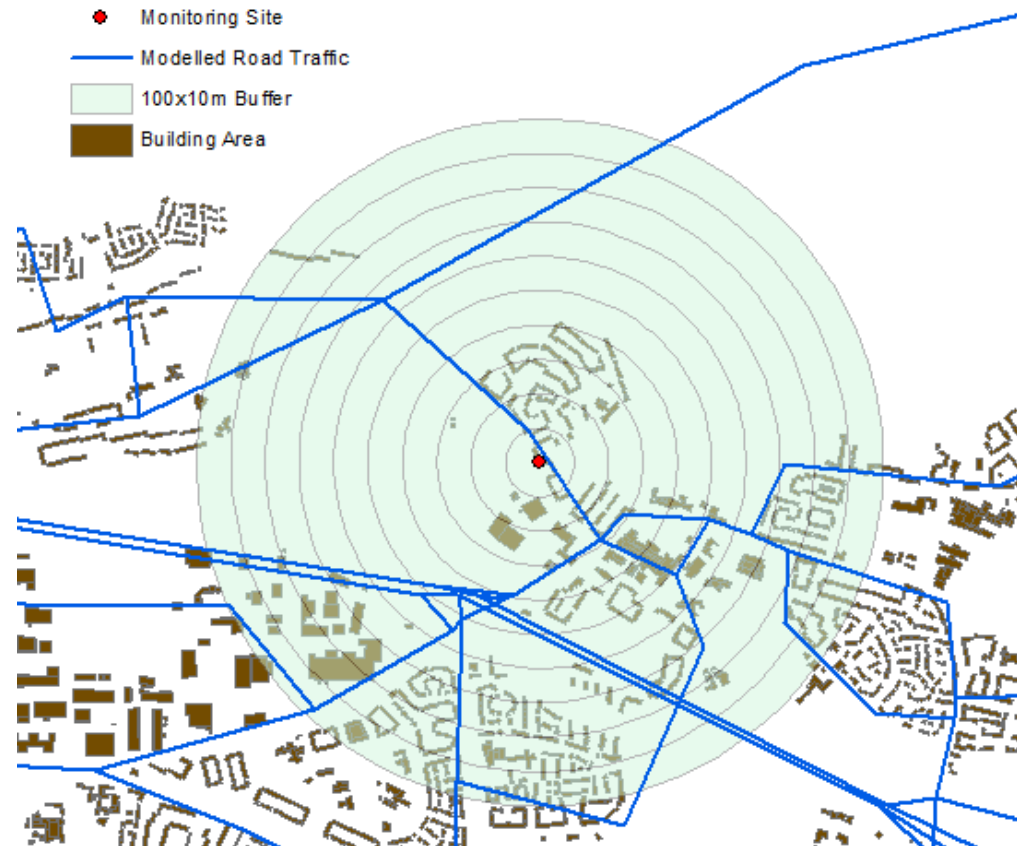 Monitoring Site
Modelled Road Traffic
100x10m Buffer
Building Area